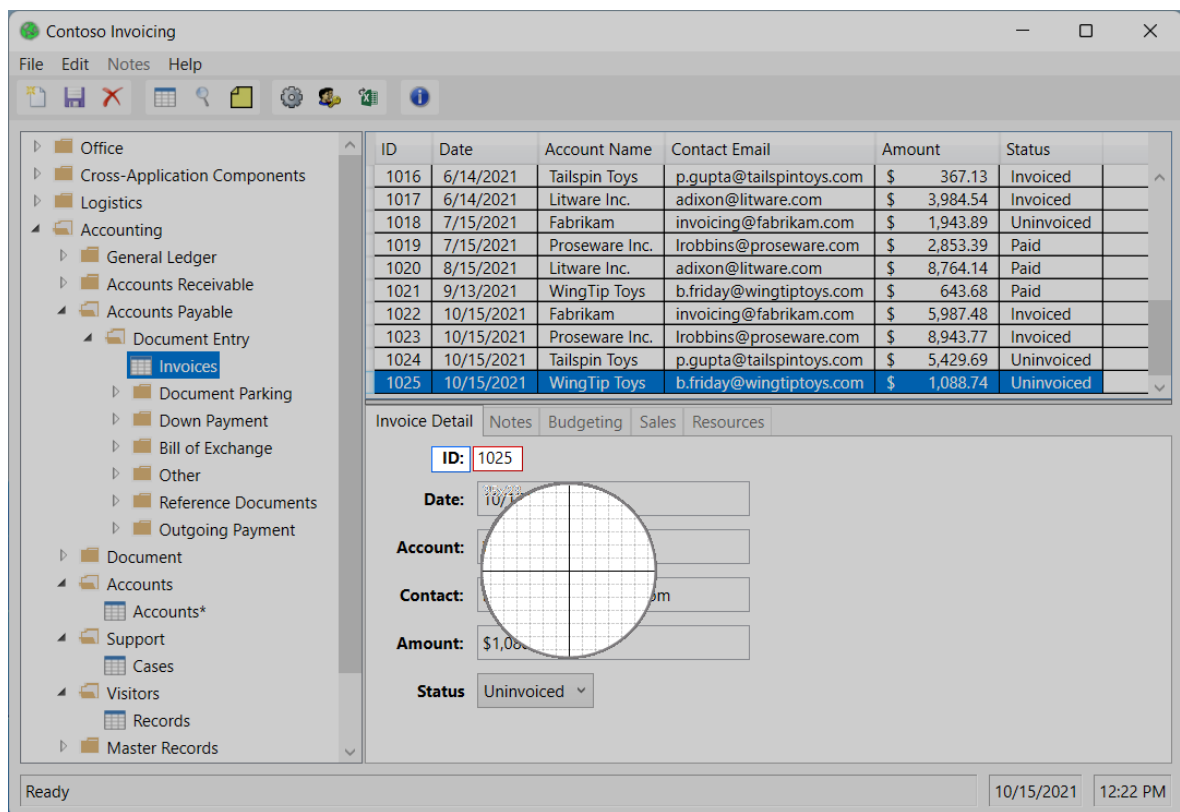 Contoso Invoicing
File Edit Notes Help
Office
Cross-Application Components
Logistics
Accounting
General Ledger
Accounts Receivable
Accounts Payable
Document Entry
Invoices
Document Parking
Down Payment
Bill of Exchange
Other
Reference Documents
Outgoing Payment
Document
Accounts
Accounts*
Support
Cases
Visitors
Records
Master Records
ID Date Account Name Contact Email Amount Status
1016 6/14/2021 Tailspin Toys p.gupta@tailspintoys.com $ 367.13 Invoiced
1017 6/14/2021 Litware Inc. adixon@litware.com $ 3,984.54 Invoiced
1018 7/15/2021 Fabrikam invoicing@fabrikam.com $ 1,943.89 Uninvoiced
1019 7/15/2021 Proseware Inc. lrobbins@proseware.com $ 2,853.39 Paid
1020 8/15/2021 Litware Inc. adixon@litware.com $ 8,764.14 Paid
1021 9/13/2021 WingTip Toys b.friday@wingtiptoys.com $ 643.68 Paid
1022 10/15/2021 Fabrikam invoicing@fabrikam.com $ 5,987.48 Invoiced
1023 10/15/2021 Proseware Inc. lrobbins@proseware.com $ 8,943.77 Invoiced
1024 10/15/2021 Tailspin Toys p.gupta@tailspintoys.com $ 5,429.69 Uninvoiced
1025 10/15/2021 WingTip Toys b.friday@wingtiptoys.com $ 1,088.74 Uninvoiced
Invoice Detail Notes Budgeting Sales Resources
ID: 1025
Date:
Account:
Contact:
Amount:
Status Uninvoiced
Ready 10/15/2021 12:22 PM